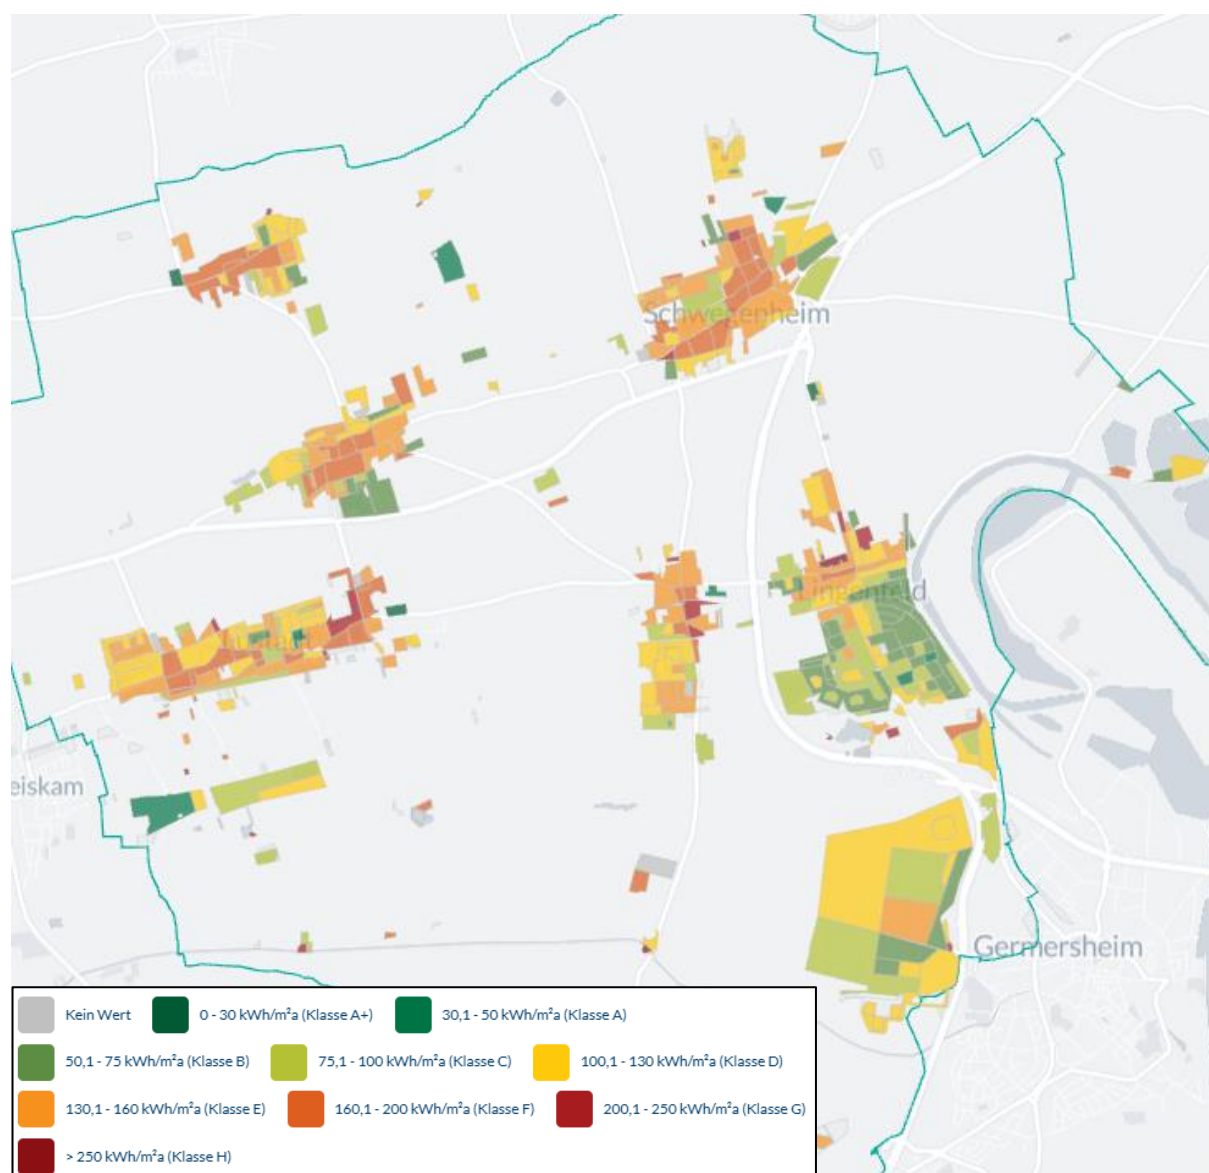 Schwegenheim
Lingenfeld
eiskam
Germersheim
Kein Wert
0 - 30 kWh/m²a (Klasse A+)
30,1 - 50 kWh/m²a (Klasse A)
50,1 - 75 kWh/m²a (Klasse B)
75,1 - 100 kWh/m²a (Klasse C)
100,1 - 130 kWh/m²a (Klasse D)
130,1 - 160 kWh/m²a (Klasse E)
160,1 - 200 kWh/m²a (Klasse F)
200,1 - 250 kWh/m²a (Klasse G)
> 250 kWh/m²a (Klasse H)